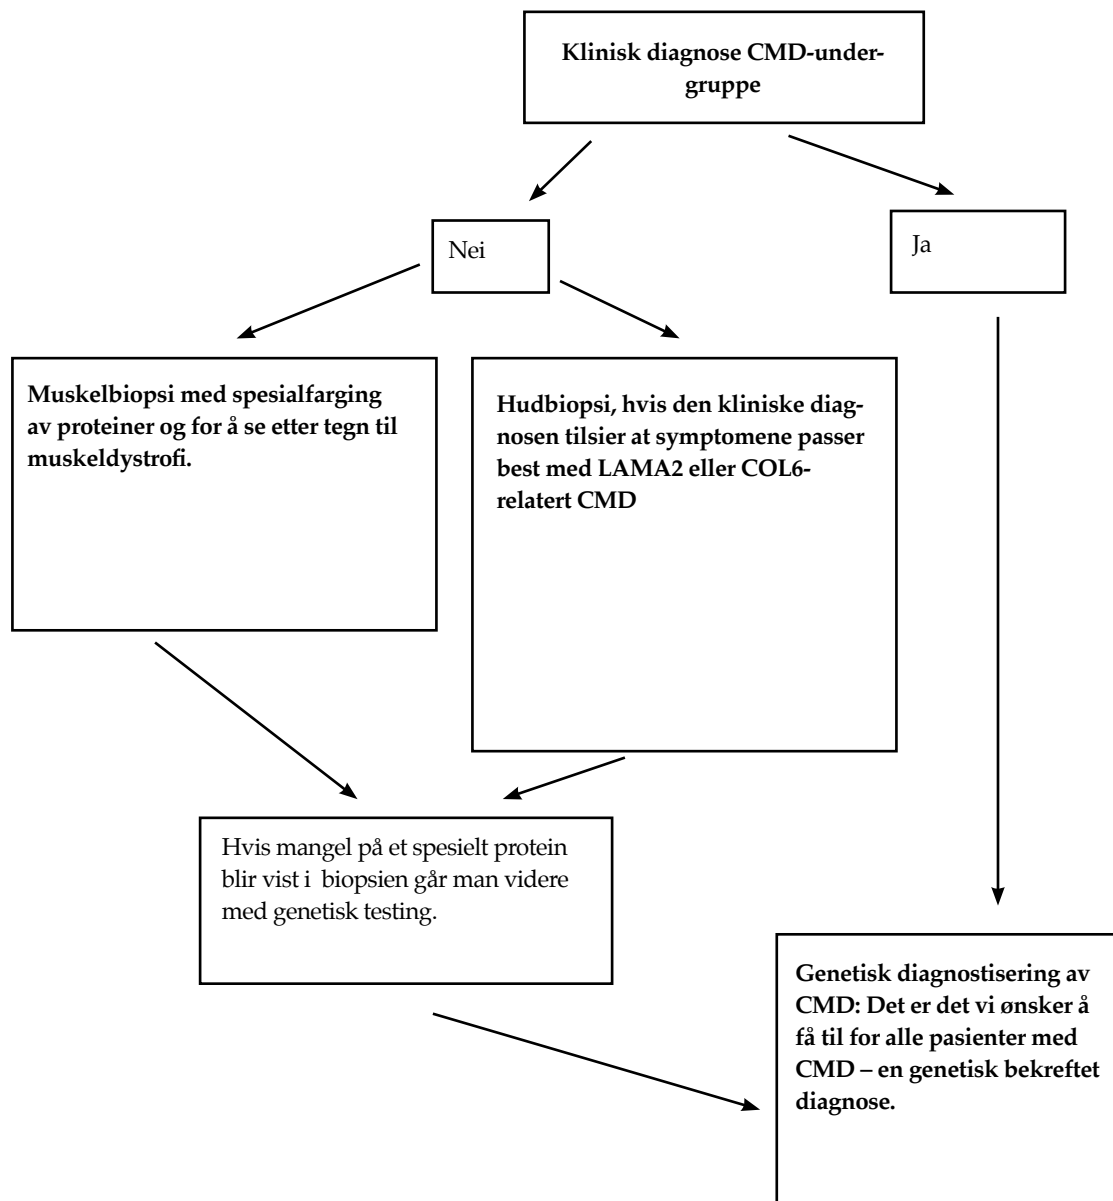 Klinisk diagnose CMD-under-
gruppe
Nei
Ja
Muskelbiopsi med spesialfarging
av proteiner og for å se etter tegn til
muskeldystrofi.
Hudbiopsi, hvis den kliniske diag-
nosen tilsier at symptomene passer
best med LAMA2 eller COL6-
relatert CMD
Hvis mangel på et spesielt protein
blir vist i biopsien går man videre
med genetisk testing.
Genetisk diagnostisering av
CMD: Det er det vi ønsker å
få til for alle pasienter med
CMD – en genetisk bekreftet
diagnose.